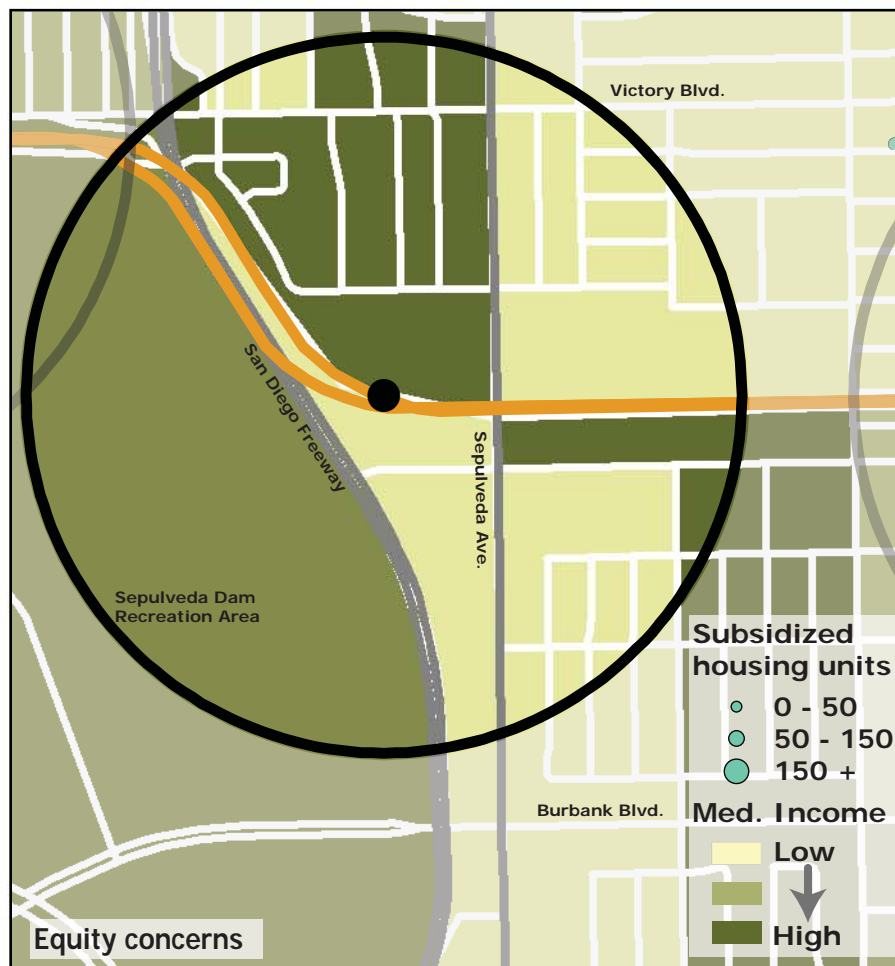 Victory Blvd.
San Diego Freeway
Sepulveda Ave.
Sepulveda Dam
Recreation Area
Subsidized
housing units
0 - 50
50 - 150
150 +
Burbank Blvd.
Med. Income
Low
High
Equity concerns